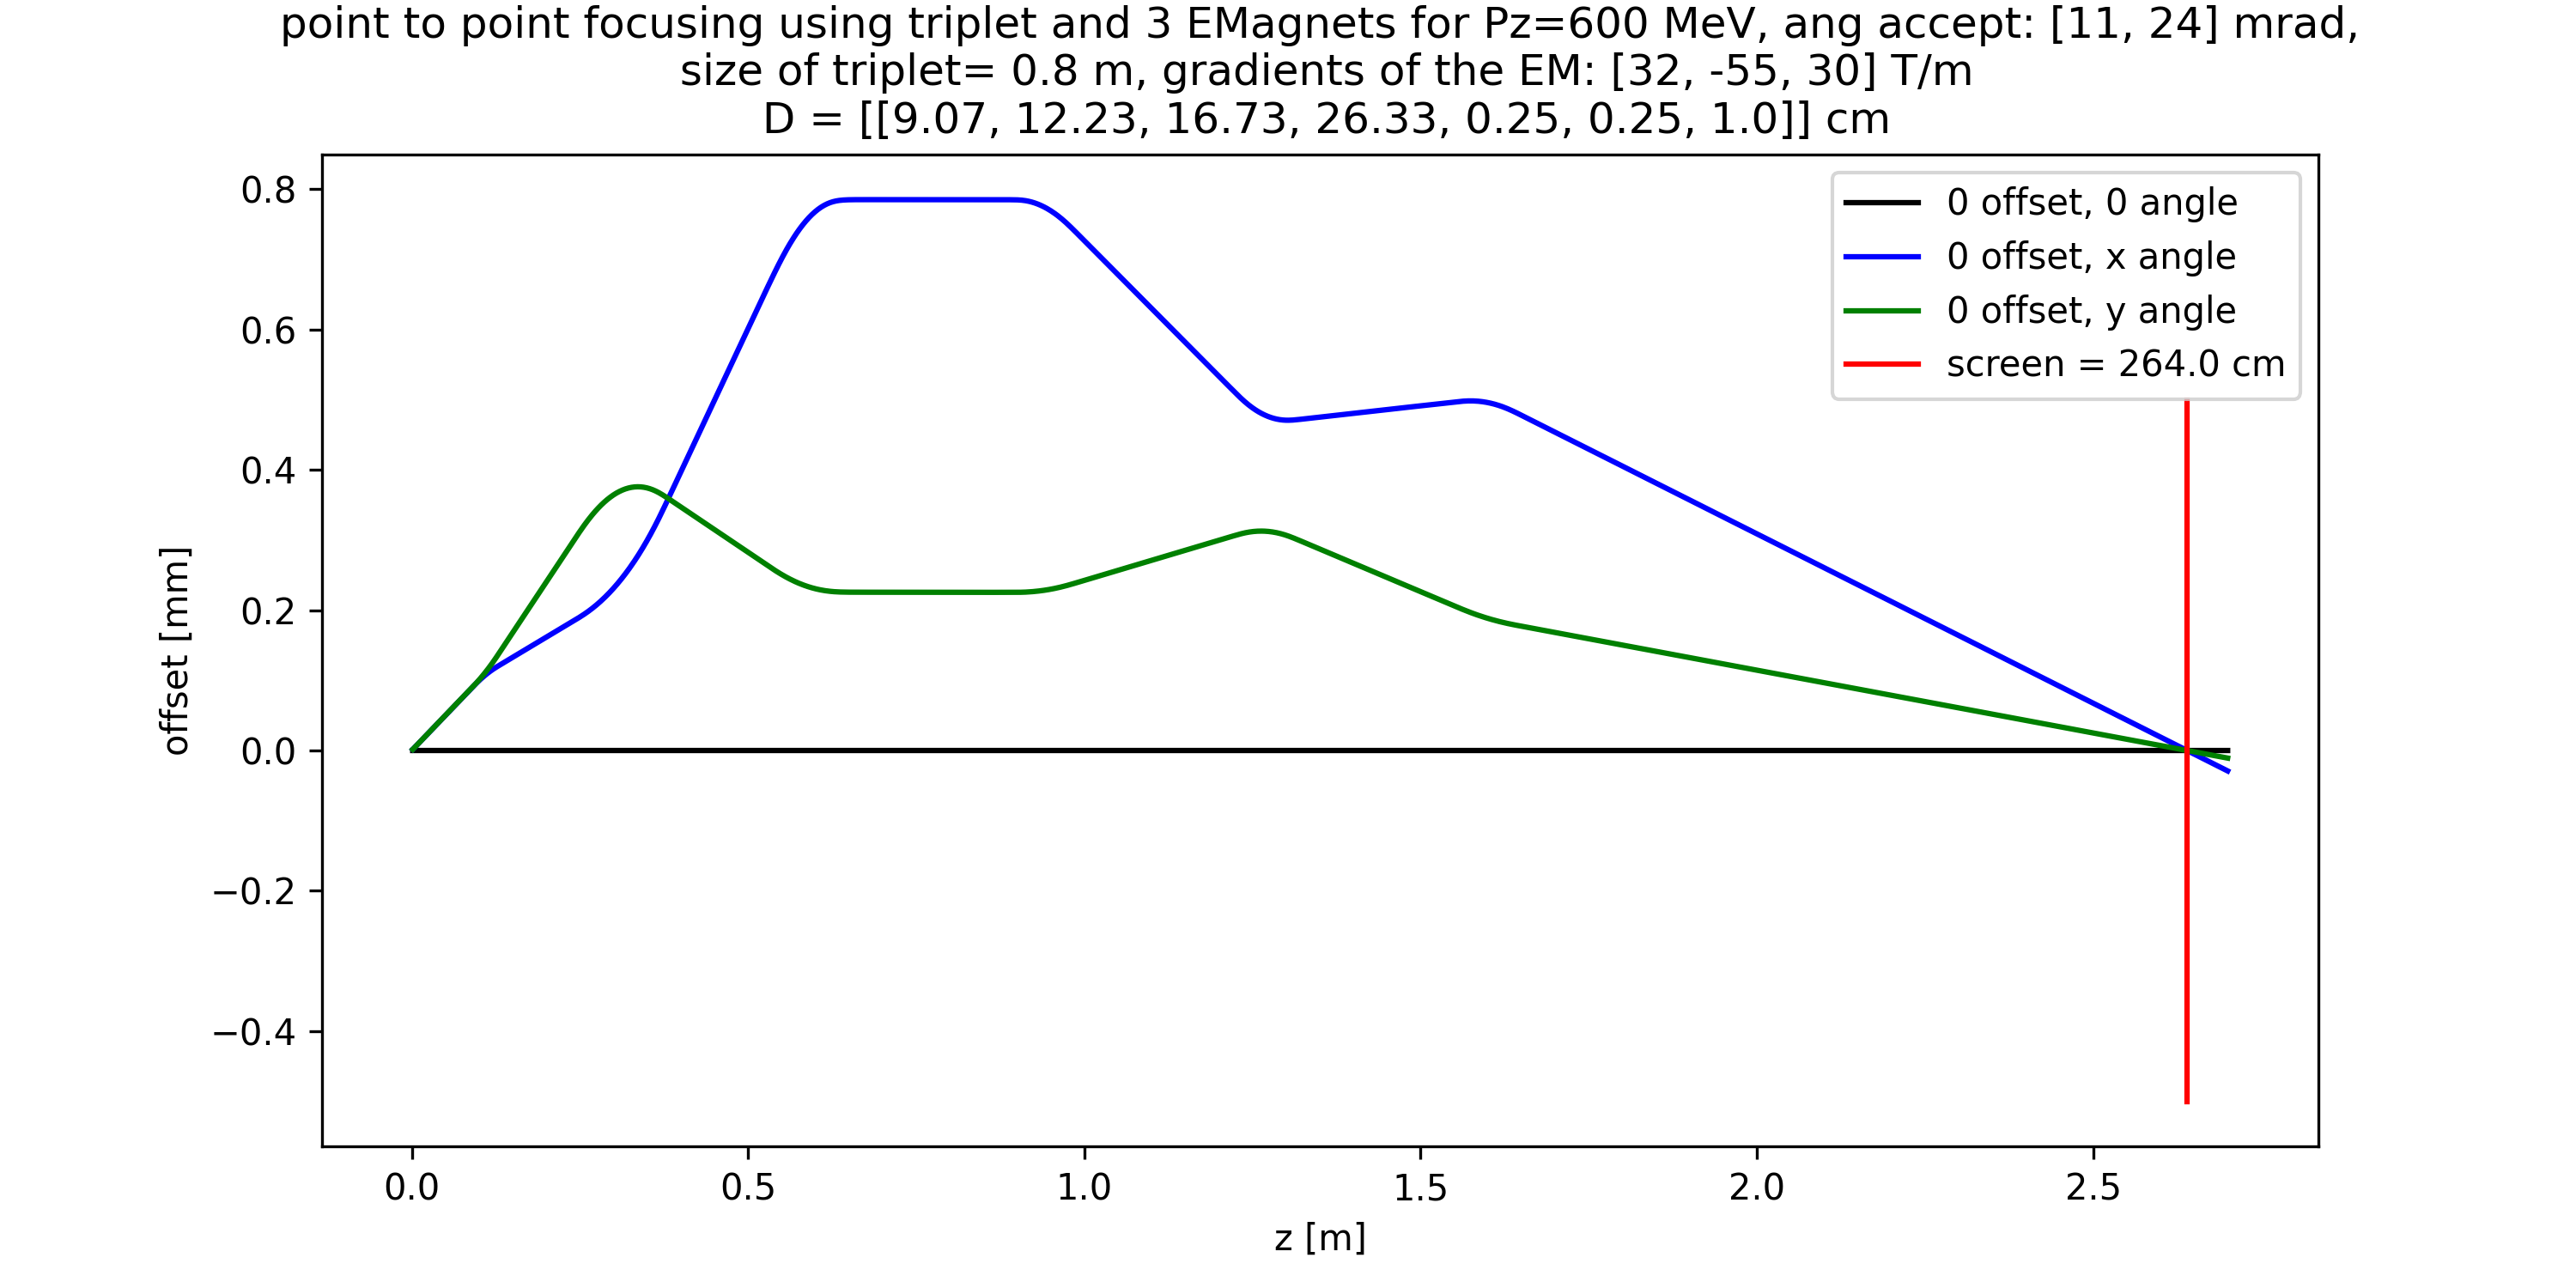 point to point focusing using triplet and 3 EMagnets for Pz=600 MeV, ang accept: [11, 24] mrad,
size of triplet= 0.8 m, gradients of the EM: [32, -55, 30] T/m
D = [[9.07, 12.23, 16.73, 26.33, 0.25, 0.25, 1.0]] cm
0 offset, 0 angle
0 offset, x angle
0 offset, y angle
screen = 264.0 cm
offset [mm]
0.8
0.6
0.4
0.2
0.0
−0.2
−0.4
0.0 0.5 1.0 1.5 2.0 2.5
z [m]